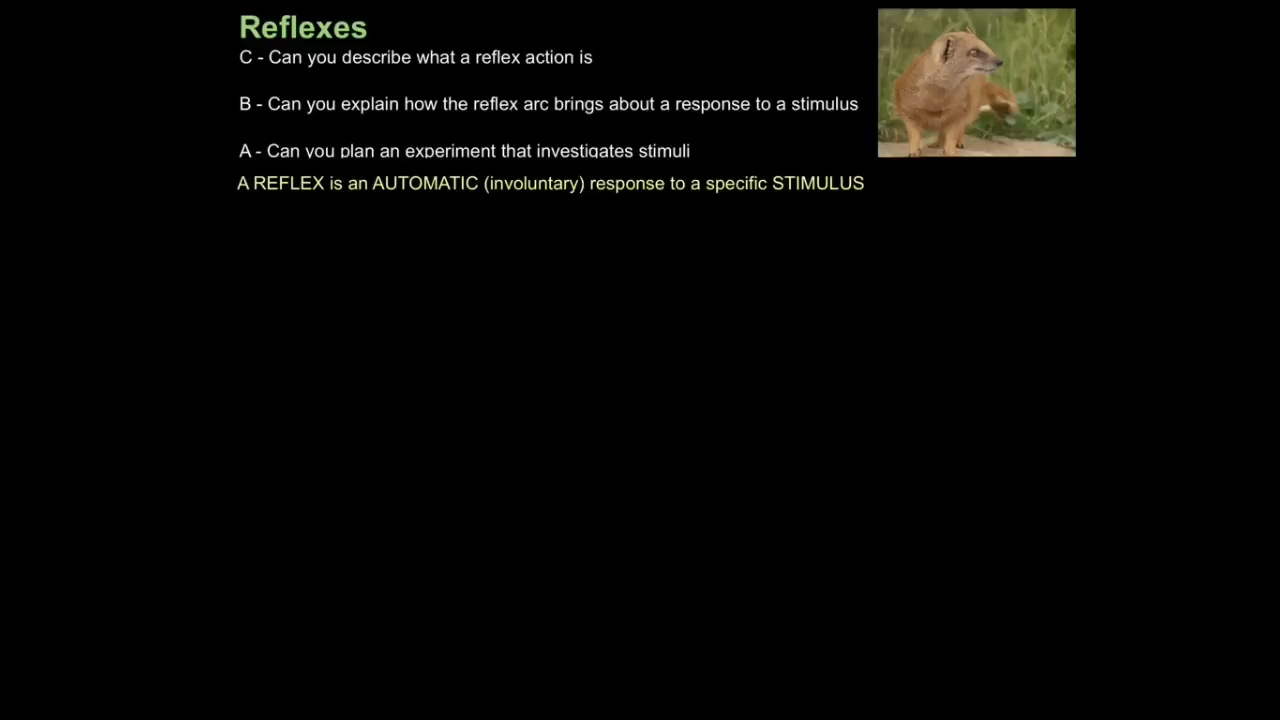 Reflexes
C - Can you describe what a reflex action is
B - Can you explain how the reflex arc brings about a response to a stimulus
A - Can you plan an experiment that investigates stimuli
A REFLEX is an AUTOMATIC (involuntary) response to a specific STIMULUS